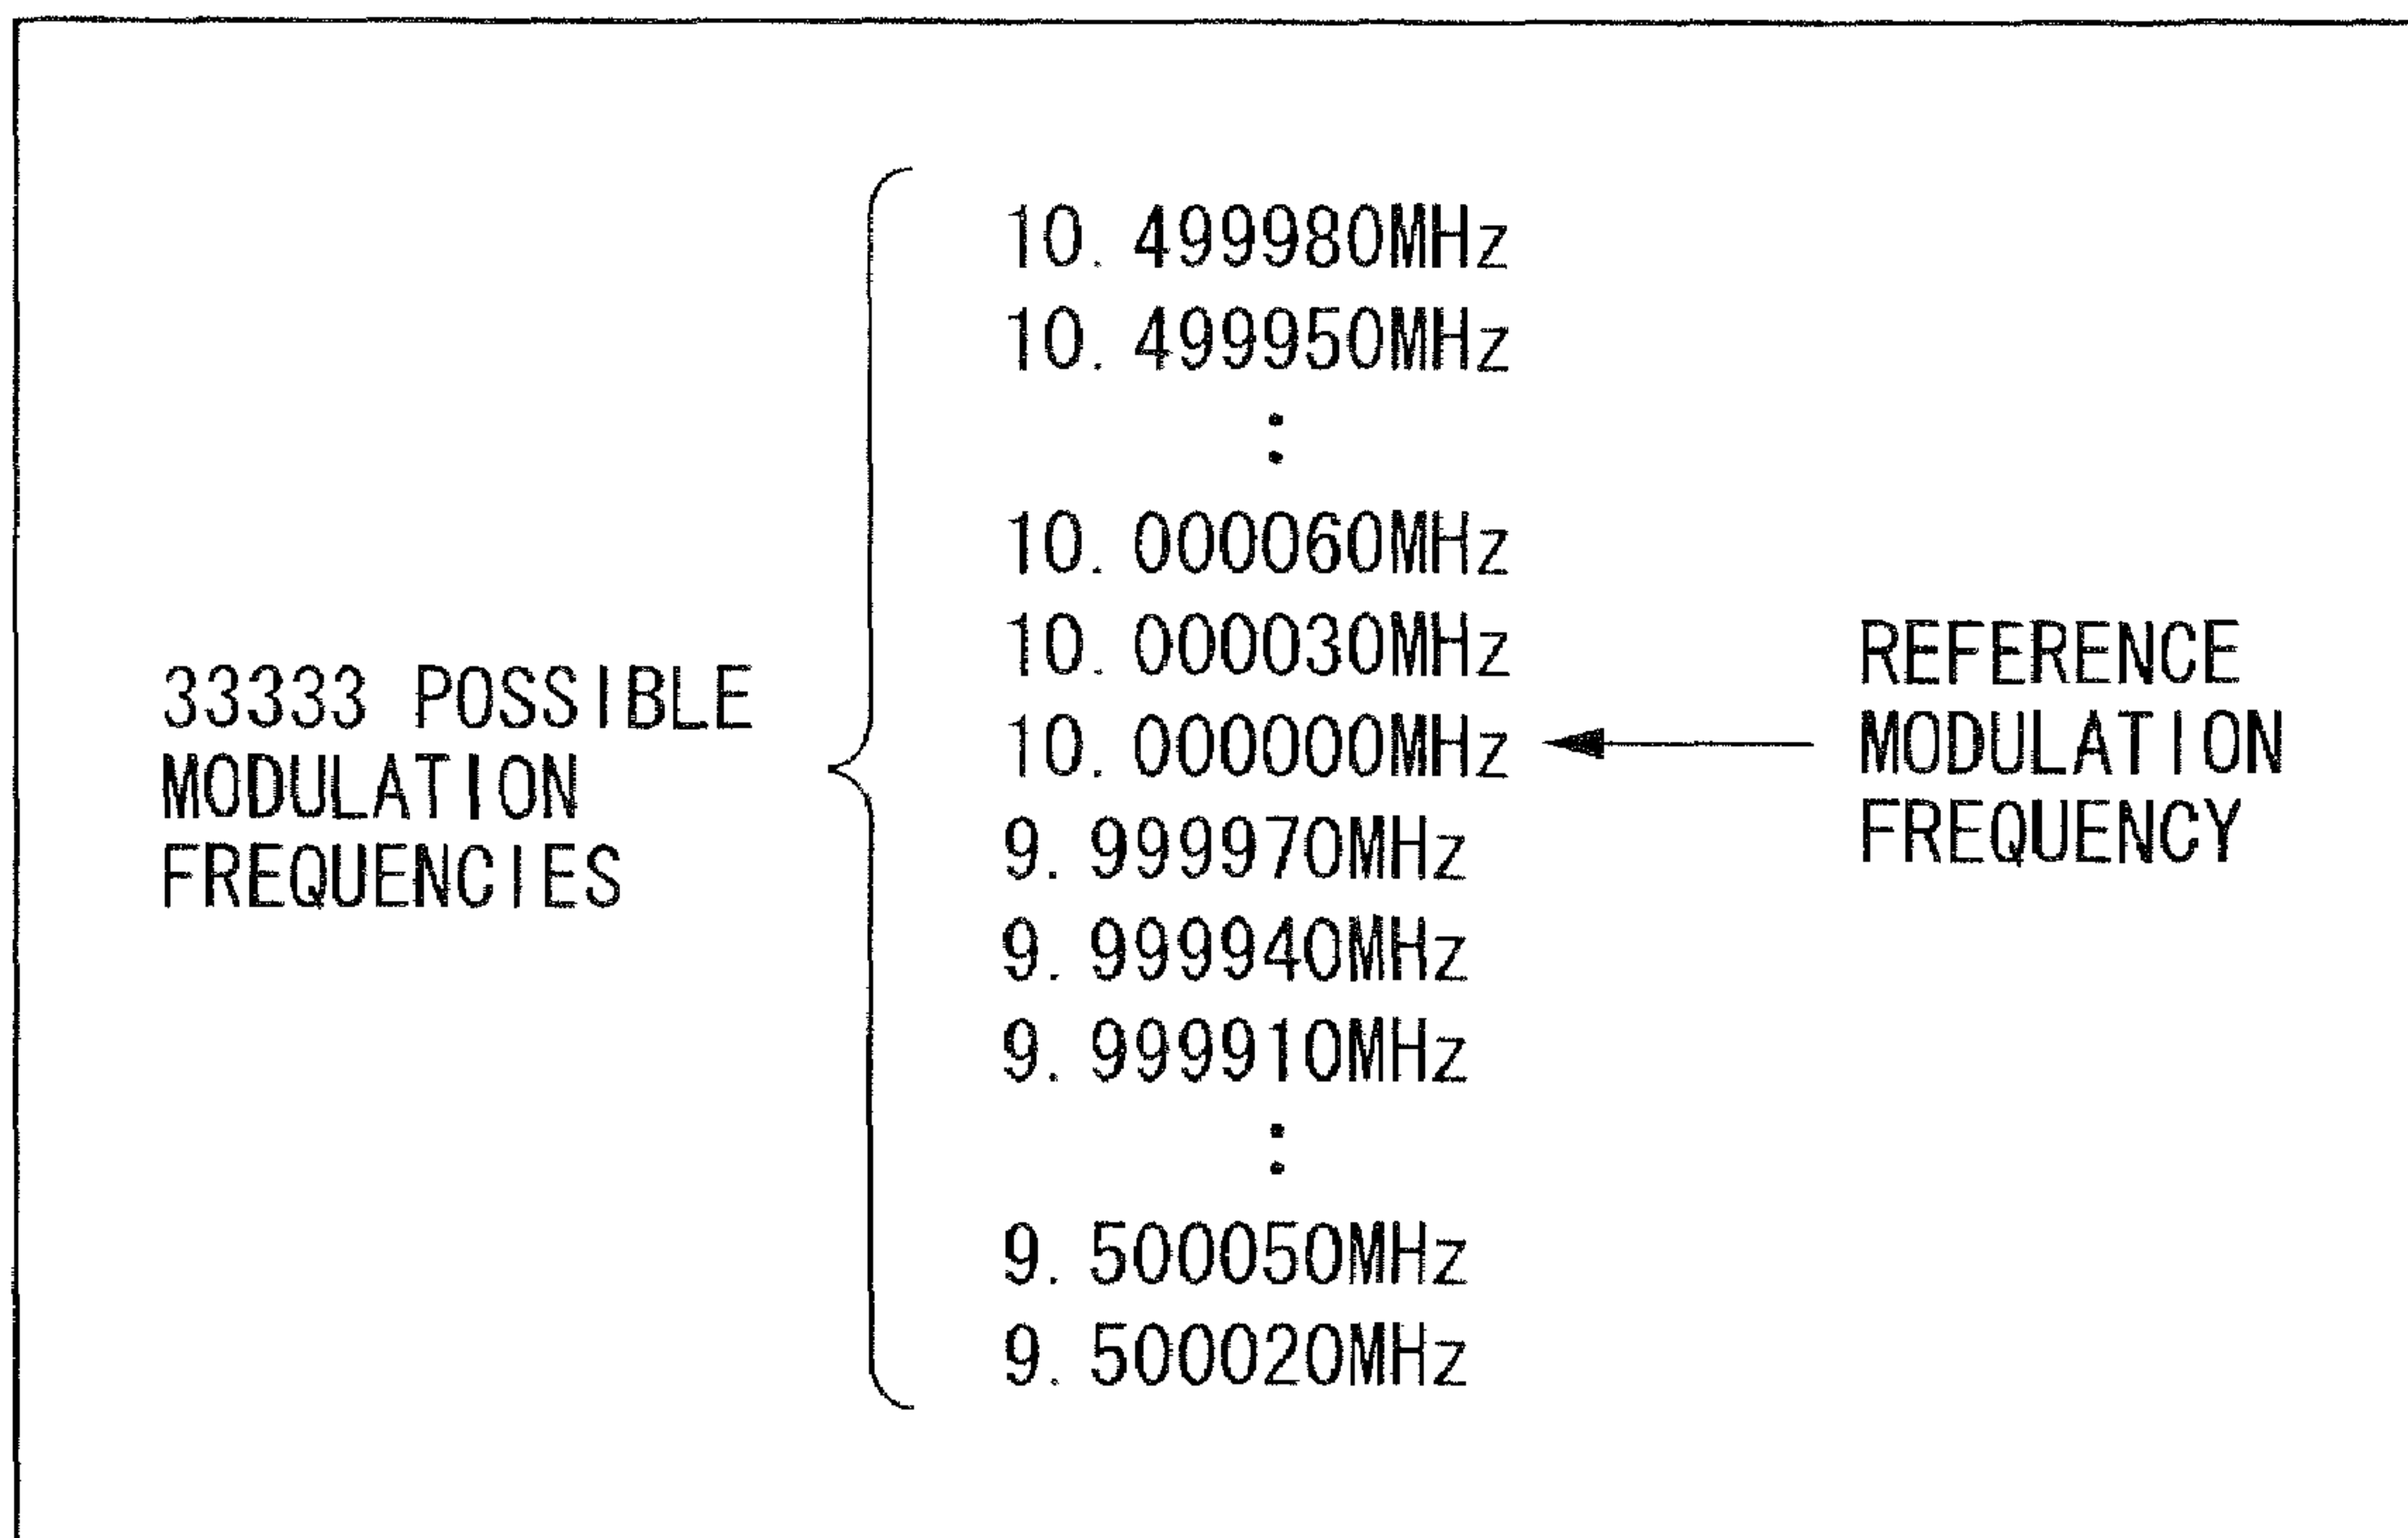 33333 POSSIBLE
MODULATION
FREQUENCIES
10. 499980MHz
10. 499950MHz
:
10. 000060MHz
10. 000030MHz
10. 000000MHz
9. 999970MHz
9. 999940MHz
9. 999910MHz
:
9. 500050MHz
9. 500020MHz
REFERENCE
MODULATION
FREQUENCY